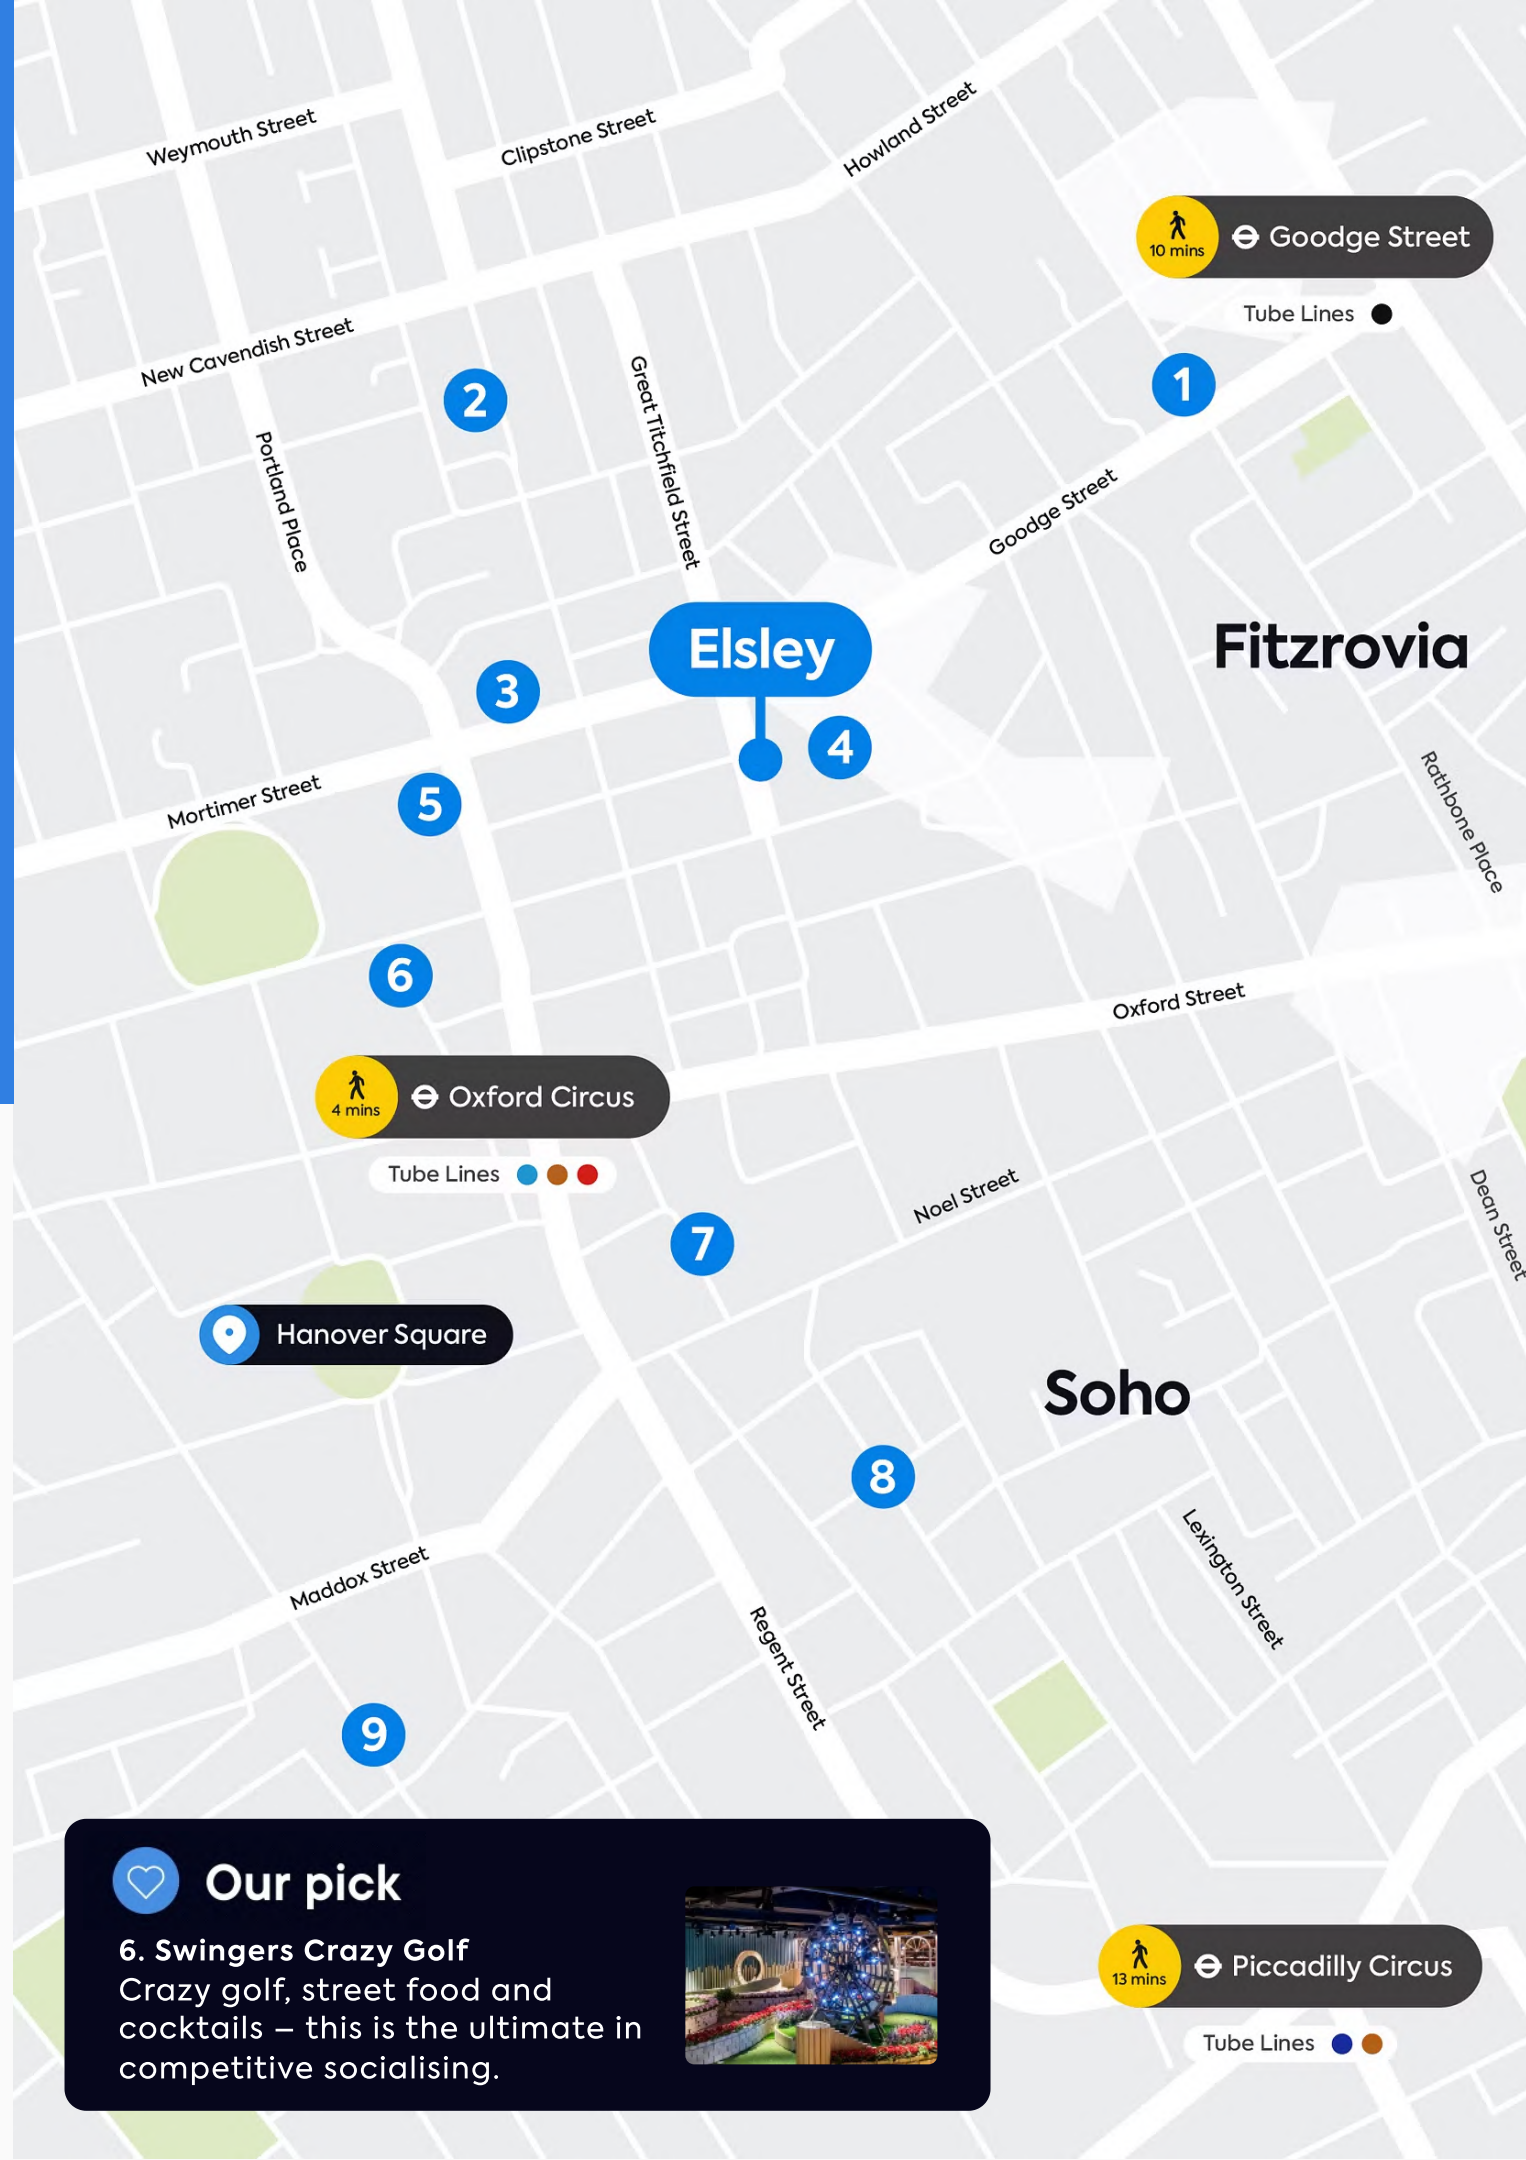 Weymouth Street
Clipstone Street
Howland Street
10 mins
Goodge Street
Tube Lines
New Cavendish Street
1
2
Great Titchfield Street
Portland Place
Goodge Street
Elsley
Fitzrovia
3
4
Mortimer Street
5
Rathbone Place
6
Oxford Street
4 mins
Oxford Circus
Tube Lines
Noel Street
Dean Street
7
Hanover Square
Soho
8
Lexington Street
Maddox Street
Regent Street
9
Our pick
6. Swingers Crazy Golf
Crazy golf, street food and
cocktails – this is the ultimate in
competitive socialising.
13 mins
Piccadilly Circus
Tube Lines